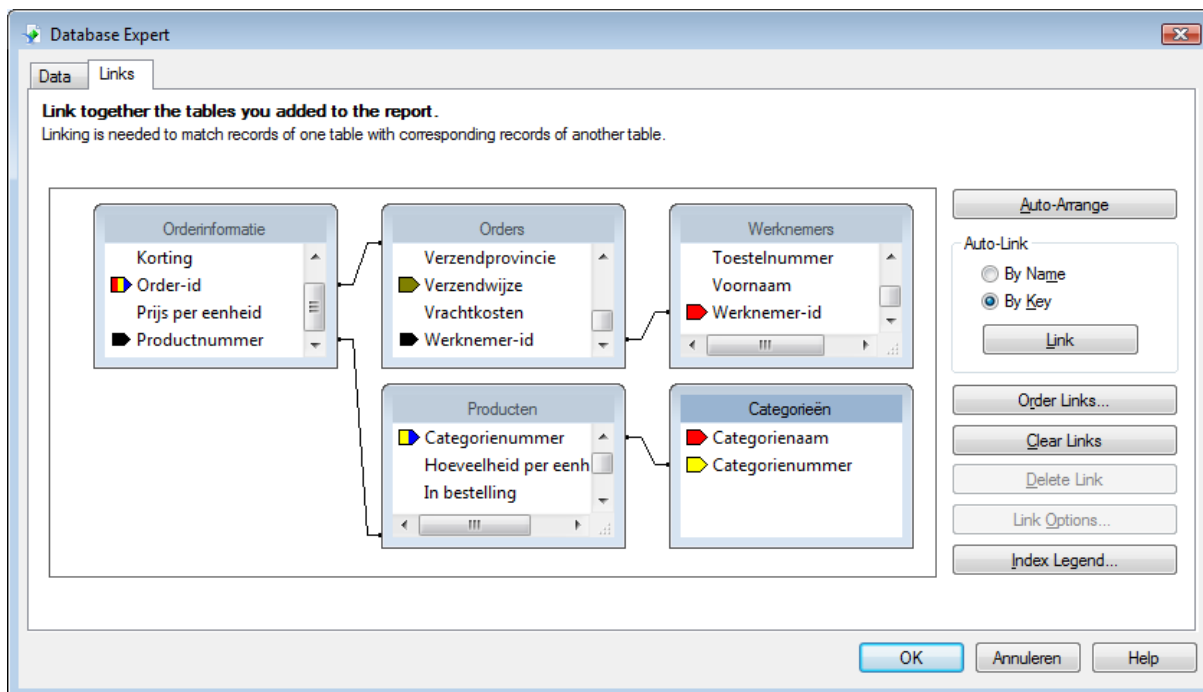 Database Expert
Data
Links
Link together the tables you added to the report.
Linking is needed to match records of one table with corresponding records of another table.
Orderinformatie
Korting
Order-id
Prijs per eenheid
Productnummer
Orders
Verzendprovincie
Verzendwijze
Vrachtkosten
Werknemer-id
Werknemers
Toestelnummer
Voornaam
Werknemer-id
Producten
Categorienummer
Hoeveelheid per eenh
In bestelling
Categorieën
Categorienaam
Categorienummer
Auto-Arrange
Auto-Link
By Name
By Key
Link
Order Links...
Clear Links
Delete Link
Link Options...
Index Legend...
OK
Annuleren
Help